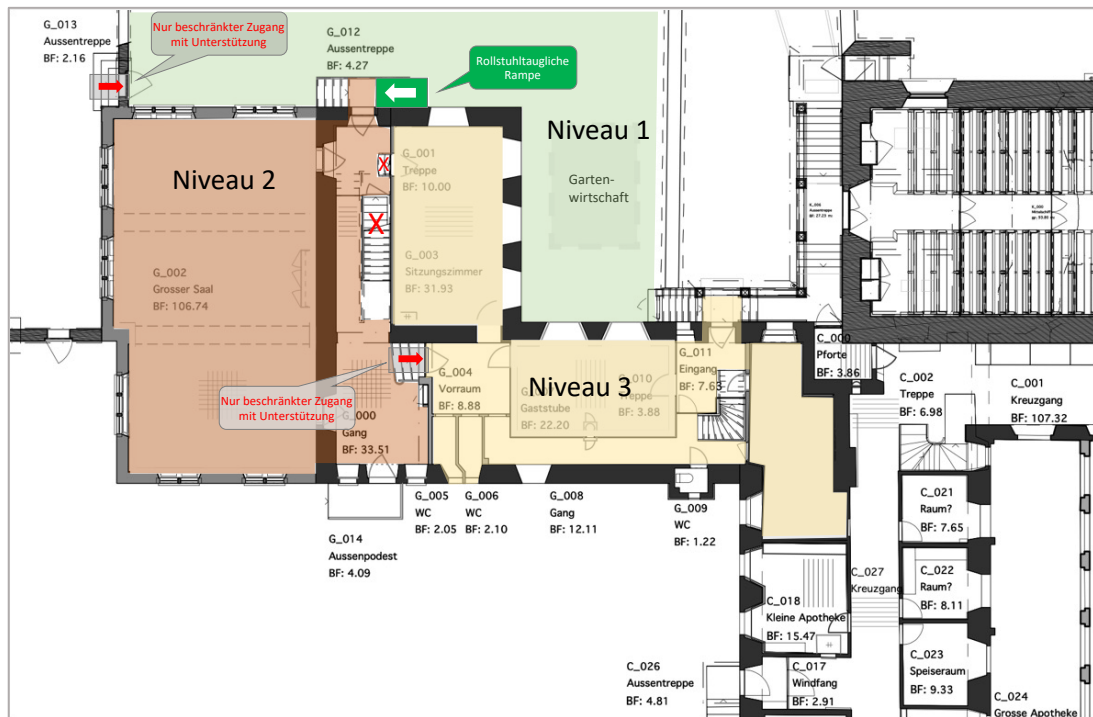 G_013
Aussentreppe
BF: 2.16
Nur beschränkter Zugang
mit Unterstützung
G_012
Aussentreppe
BF: 4.27
Rollstuhltaugliche
Rampe
Niveau 1
Garten-
wirtschaft
Niveau 2
X
X
G_001
Treppe
BF: 10.00
G_003
Sitzungszimmer
BF: 31.93
G_002
Grosser Saal
BF: 106.74
Nur beschränkter Zugang
mit Unterstützung
G_000
Gang
BF: 33.51
G_004
Vorraum
BF: 8.88
Niveau 3
Gaststube
BF: 22.20
G_010
Treppe
BF: 3.88
G_011
Eingang
BF: 7.63
C_000
Pforte
BF: 3.86
C_002
Treppe
BF: 6.98
C_001
Kreuzgang
BF: 107.32
G_014
Aussenpodest
BF: 4.09
G_005
WC
BF: 2.05
G_006
WC
BF: 2.10
G_008
Gang
BF: 12.11
G_009
WC
BF: 1.22
C_021
Raum?
BF: 7.65
C_022
Raum?
BF: 8.11
C_027
Kreuzgang
C_018
Kleine Apotheke
BF: 15.47
C_023
Speiseraum
BF: 9.33
C_026
Aussentreppe
BF: 4.81
C_017
Windfang
BF: 2.91
C_024
Grosse Apotheke